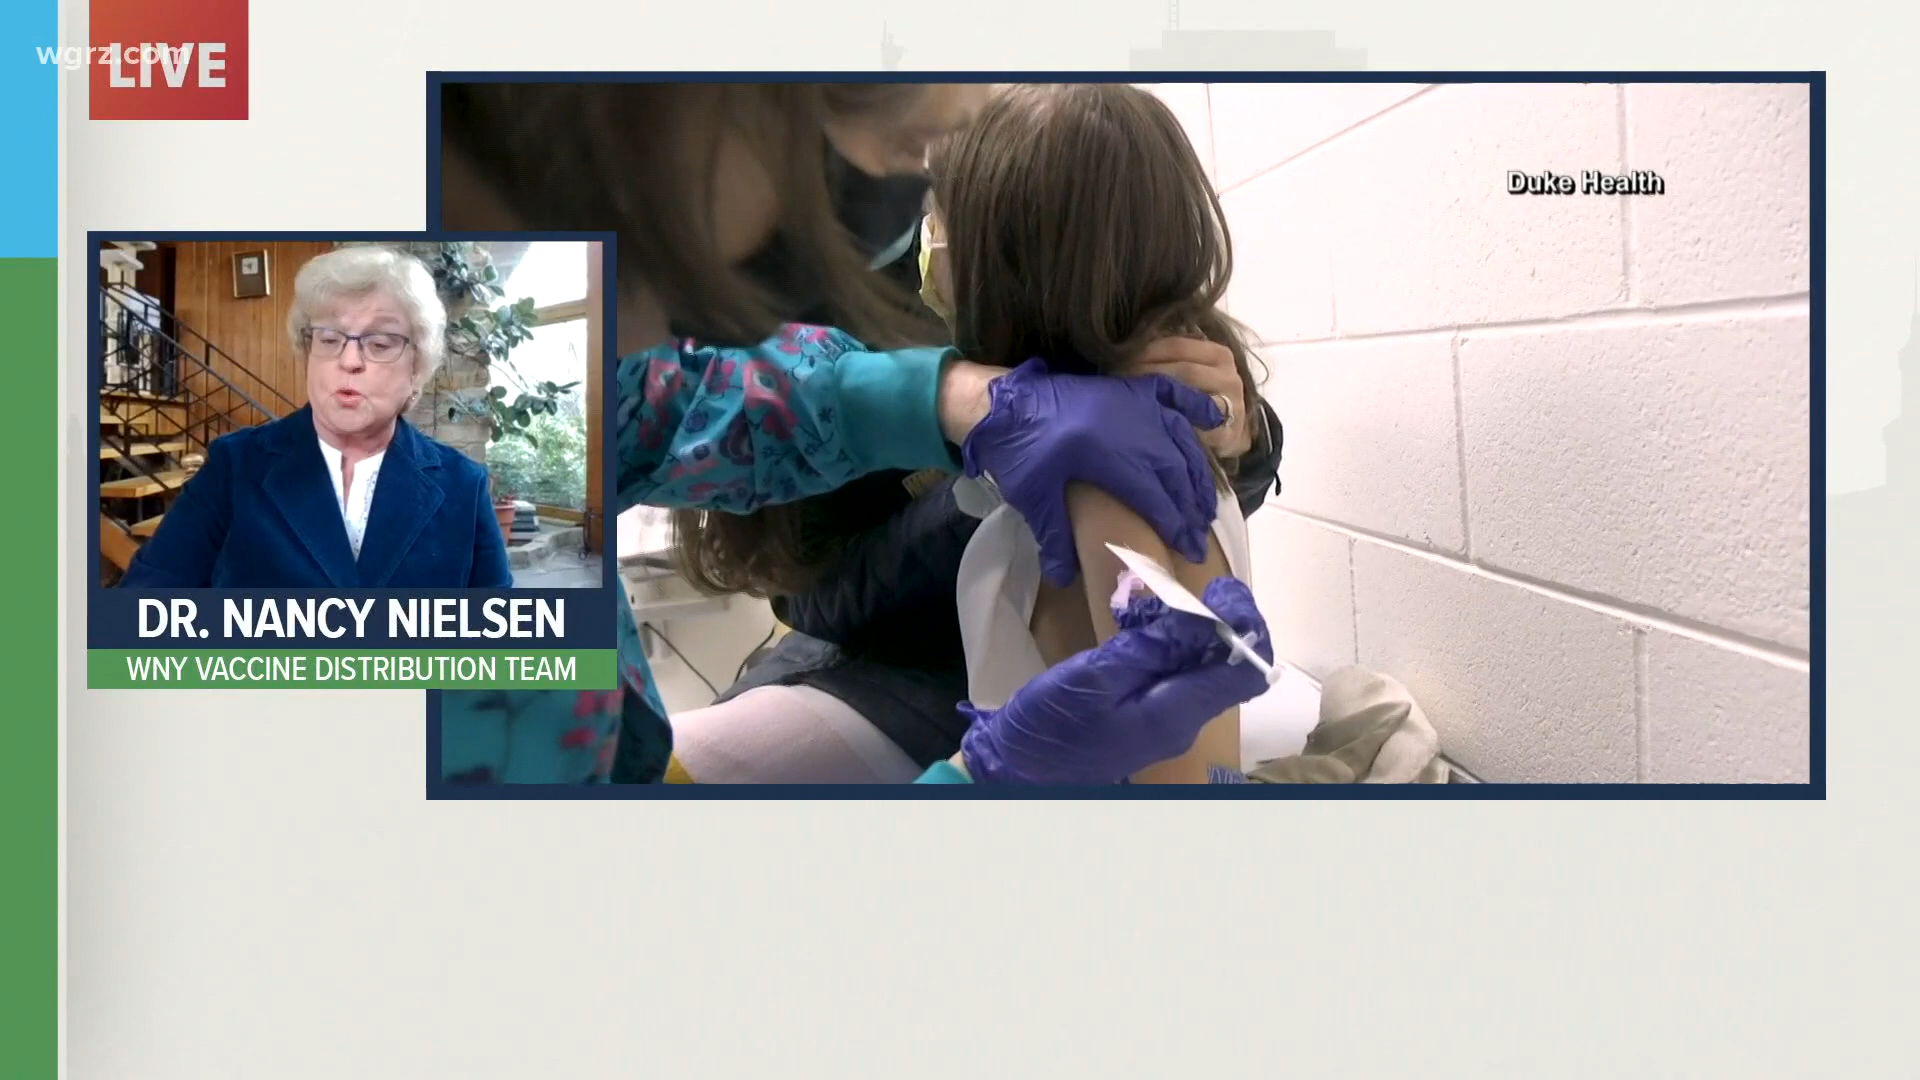 wgrz.com
LIVE
Duke Health
DR. NANCY NIELSEN
WNY VACCINE DISTRIBUTION TEAM